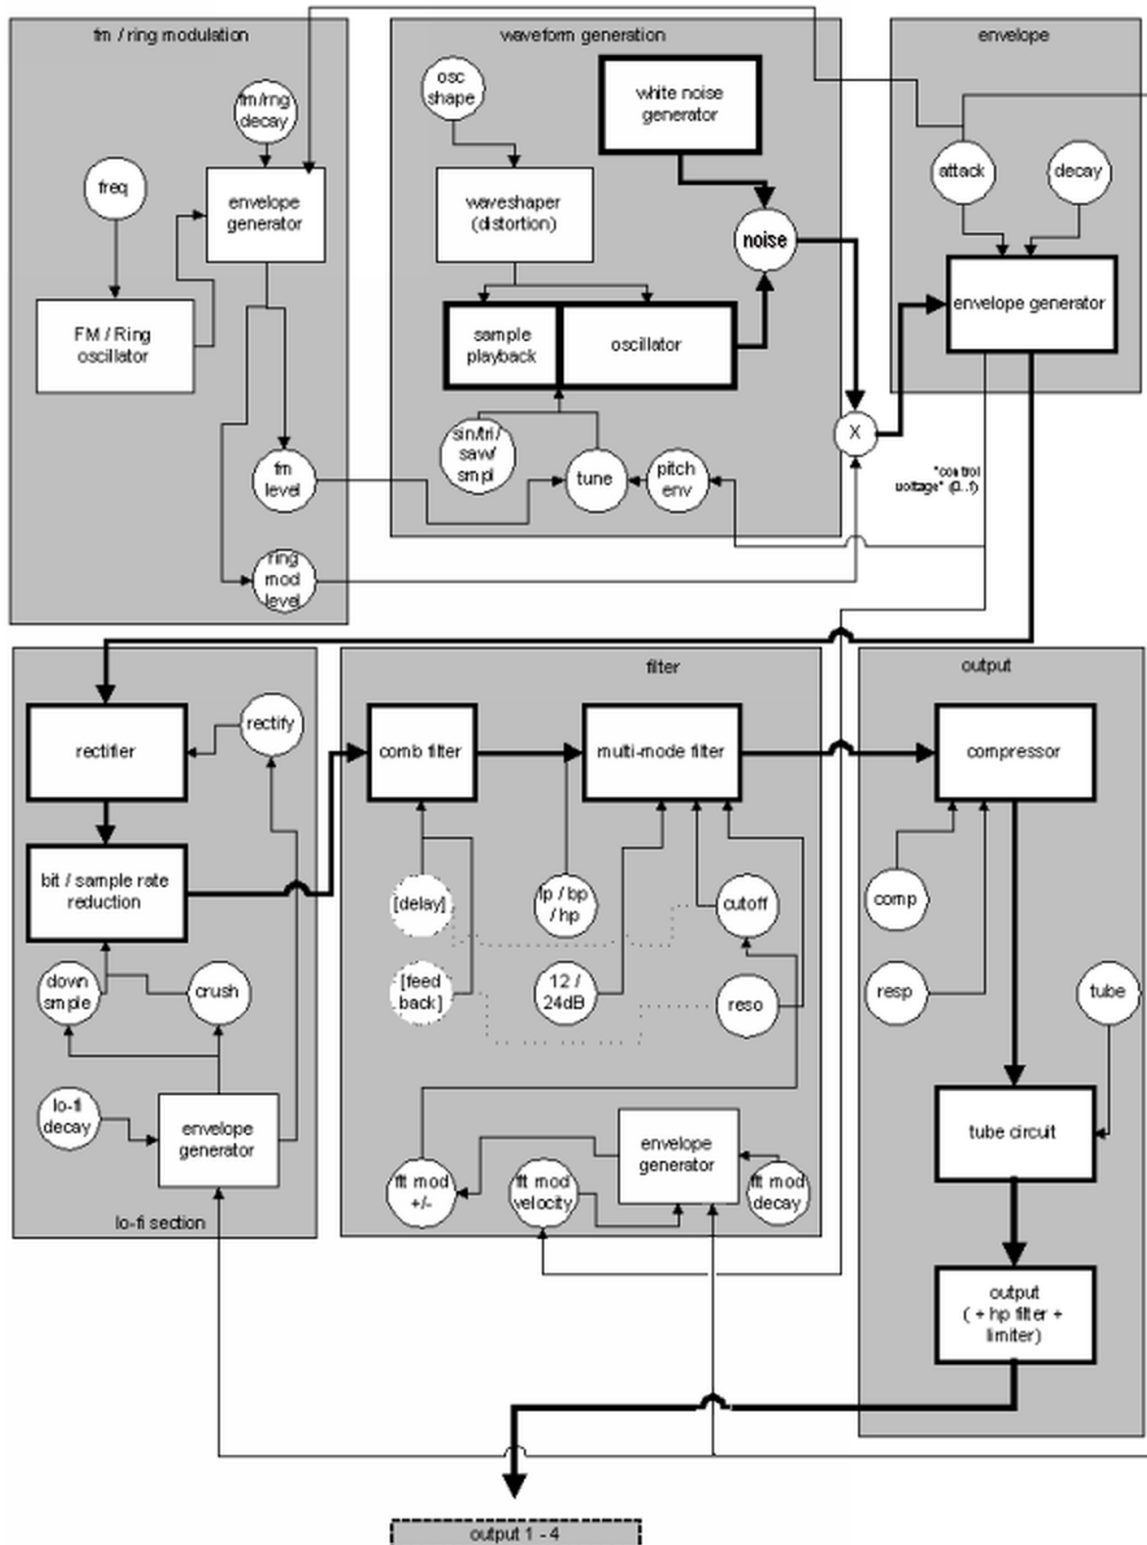 fm / ring modulation
fm/rng
decay
freq
envelope
generator
FM / Ring
oscillator
fm
level
ring
mod
level
waveform generation
osc
shape
white noise
generator
waveshaper
(distortion)
noise
sample
playback
oscillator
sin/tri/
saw/
smpl
tune
pitch
env
X
envelope
attack
decay
envelope generator
"control
voltage" (0..1)
rectifier
rectify
bit / sample rate
reduction
down
smple
crush
lo-fi
decay
envelope
generator
lo-fi section
filter
comb filter
multi-mode filter
[delay]
lp / bp
/ hp
cutoff
[feed
back]
12 /
24dB
reso
envelope
generator
flt mod
+/-
flt mod
velocity
flt mod
decay
output
compressor
comp
resp
tube
tube circuit
output
( + hp filter +
limiter)
output 1 - 4